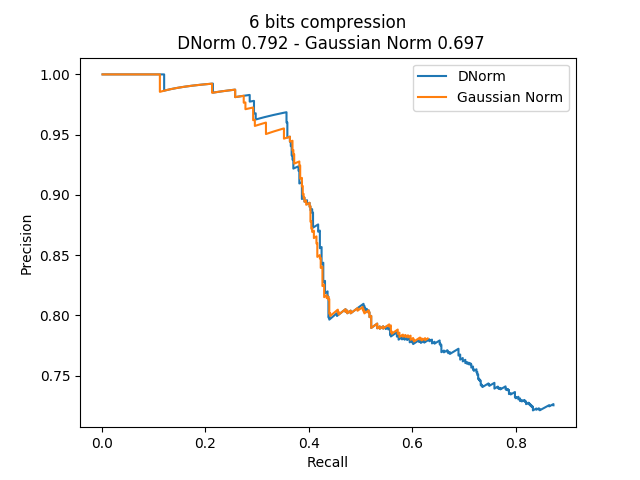 6 bits compression
DNorm 0.792 - Gaussian Norm 0.697
DNorm
Gaussian Norm
1.00
0.95
0.90
0.85
0.80
0.75
Precision
0.0 0.2 0.4 0.6 0.8
Recall